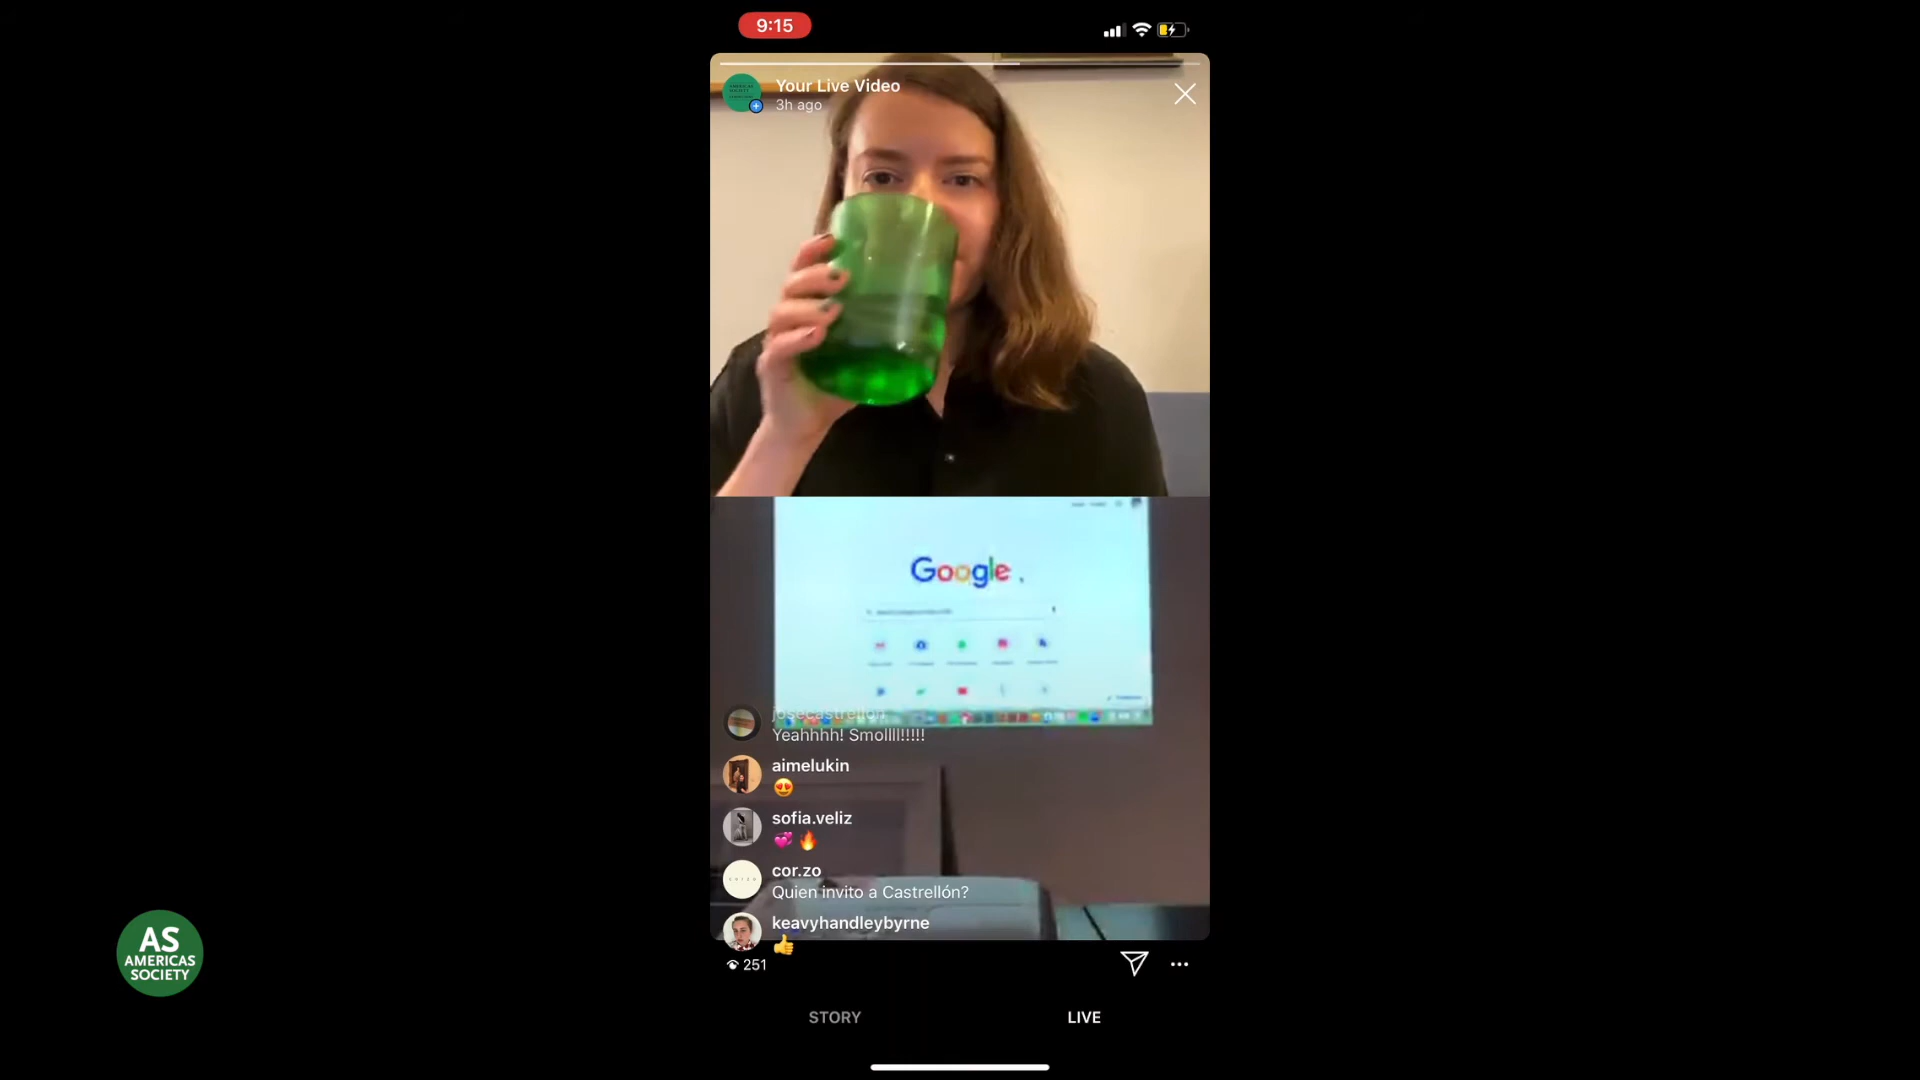 9:15
Your Live Video
3h ago
Google
josecastrellon
Yeahhhh! Smollll!!!!!
aimelukin
😍
sofia.veliz
💞 🔥
cor.zo
Quien invito a Castrellón?
keavyhandleybyrne
👍
251
STORY
LIVE
AS
AMERICAS
SOCIETY